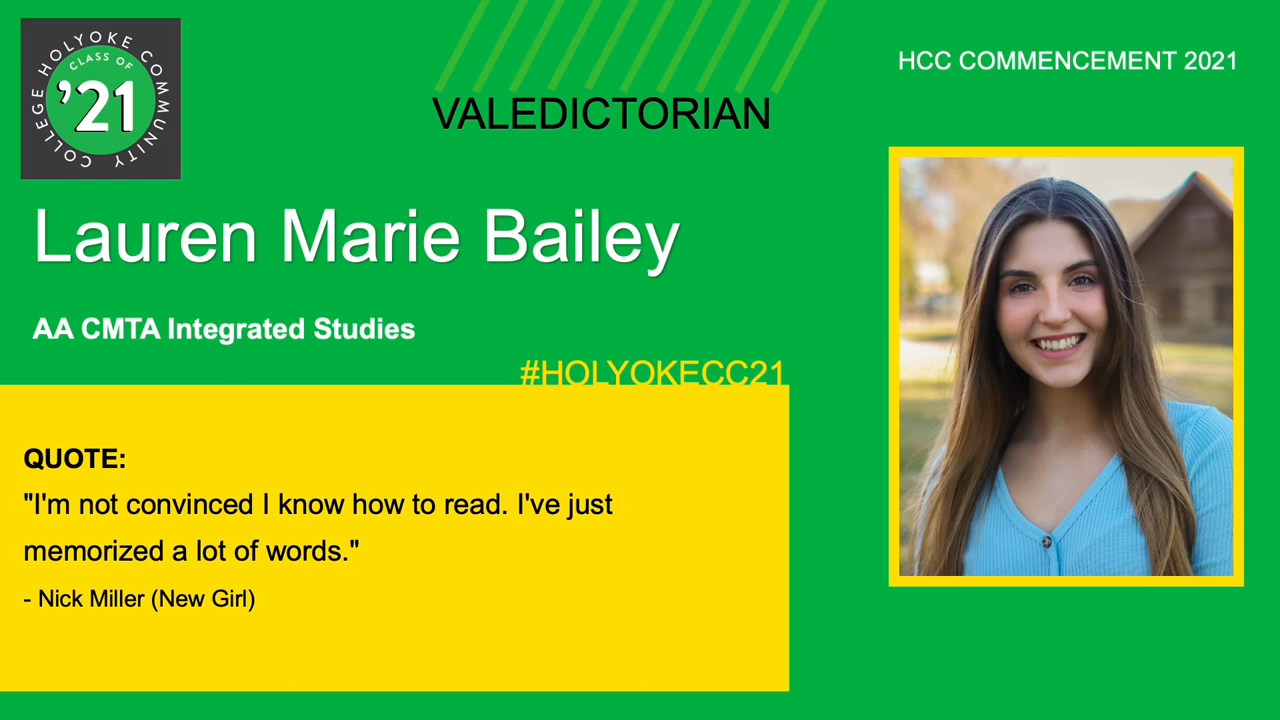 HOLYOKE COMMUNITY COLLEGE
CLASS OF
'21
HCC COMMENCEMENT 2021
VALEDICTORIAN
Lauren Marie Bailey
AA CMTA Integrated Studies
#HOLYOKECC21
QUOTE:
"I'm not convinced I know how to read. I've just
memorized a lot of words."
- Nick Miller (New Girl)